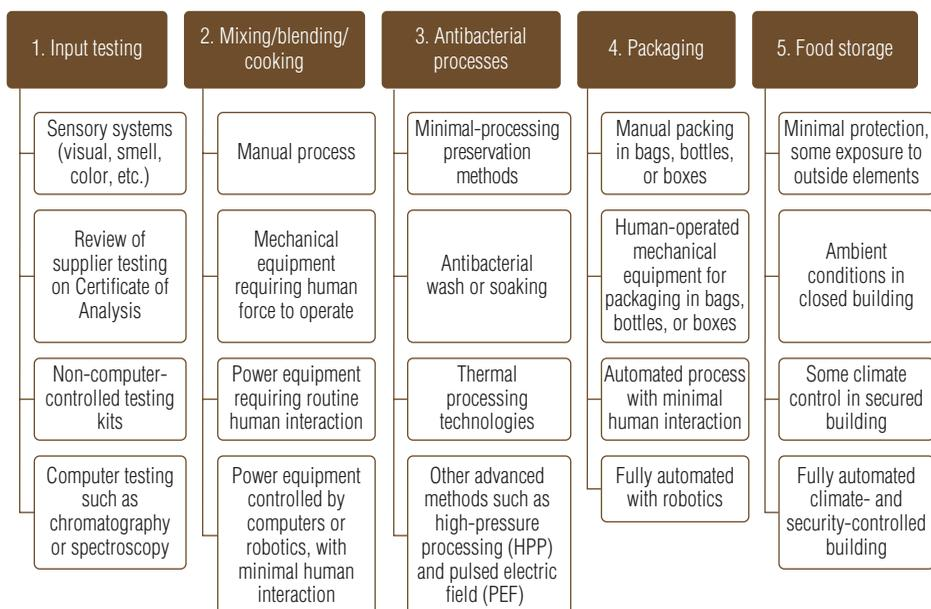 1. Input testing
Sensory systems
(visual, smell,
color, etc.)
Review of
supplier testing
on Certificate of
Analysis
Non-computer-
controlled testing
kits
Computer testing
such as
chromatography
or spectroscopy
2. Mixing/blending/
cooking
Manual process
Mechanical
equipment
requiring human
force to operate
Power equipment
requiring routine
human interaction
Power equipment
controlled by
computers or
robotics, with
minimal human
interaction
3. Antibacterial
processes
Minimal-processing
preservation
methods
Antibacterial
wash or soaking
Thermal
processing
technologies
Other advanced
methods such as
high-pressure
processing (HPP)
and pulsed electric
field (PEF)
4. Packaging
Manual packing
in bags, bottles,
or boxes
Human-operated
mechanical
equipment for
packaging in bags,
bottles, or boxes
Automated process
with minimal
human interaction
Fully automated
with robotics
5. Food storage
Minimal protection,
some exposure to
outside elements
Ambient
conditions in
closed building
Some climate
control in secured
building
Fully automated
climate- and
security-controlled
building